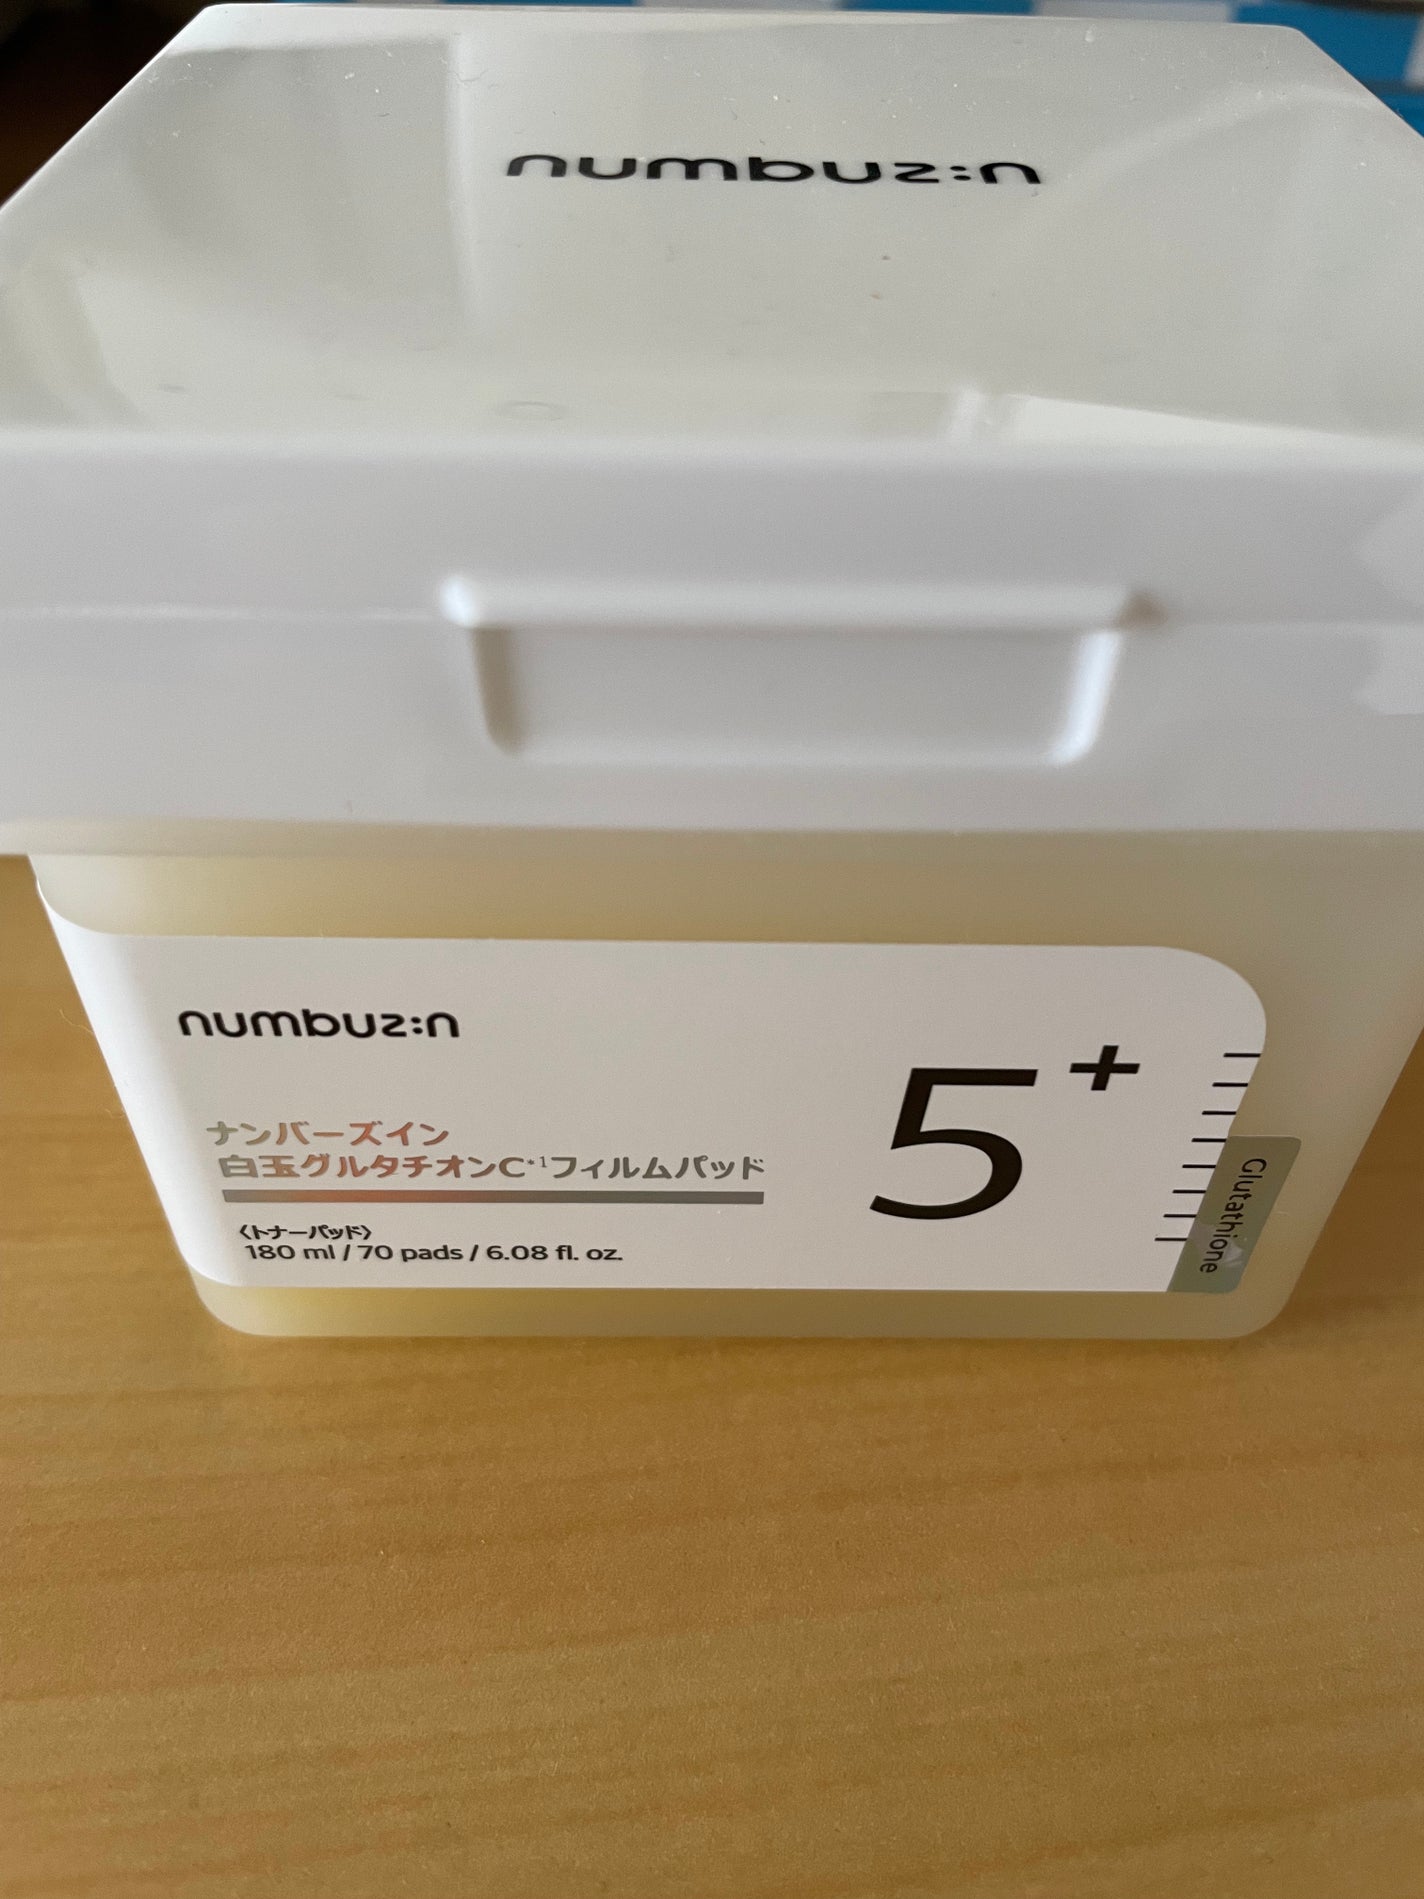 numbuz:n
numbuz:n
ナンバーズイン
白玉グルタチオンC*1フィルムパッド
〈トナーパッド〉
180 ml / 70 pads / 6.08 fl. oz.
5+
Glutathione